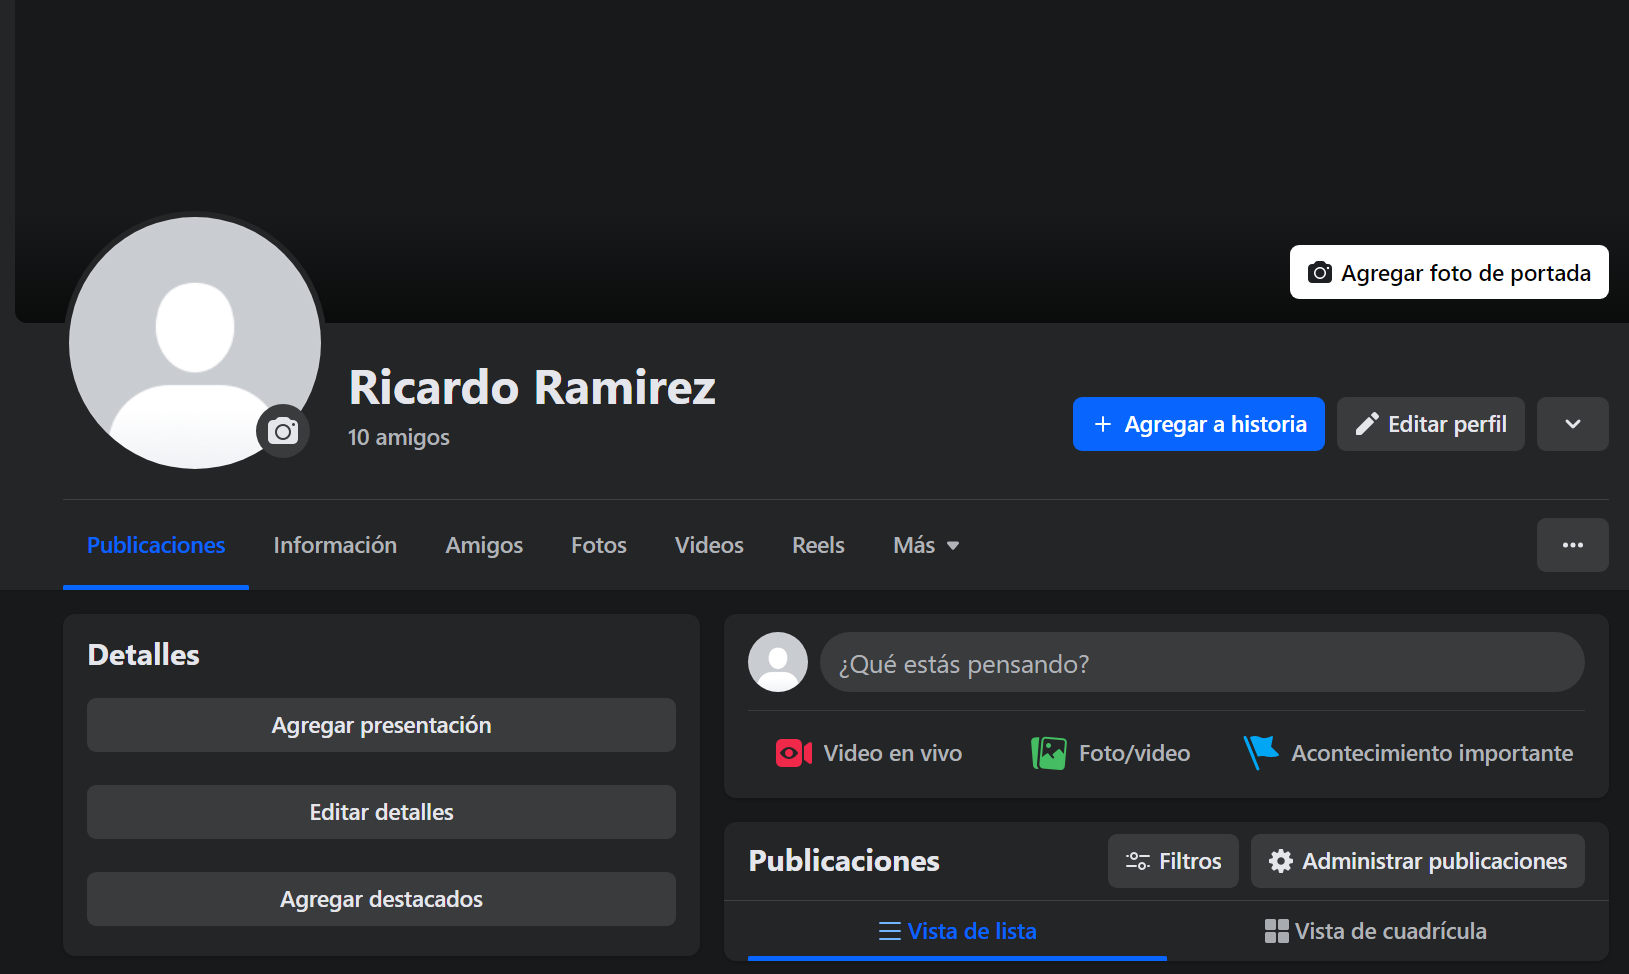 Agregar foto de portada
Ricardo Ramirez
10 amigos
Agregar a historia
Editar perfil
Publicaciones
Información
Amigos
Fotos
Videos
Reels
Más
Detalles
Agregar presentación
Editar detalles
Agregar destacados
¿Qué estás pensando?
Video en vivo
Foto/video
Acontecimiento importante
Publicaciones
Filtros
Administrar publicaciones
Vista de lista
Vista de cuadrícula